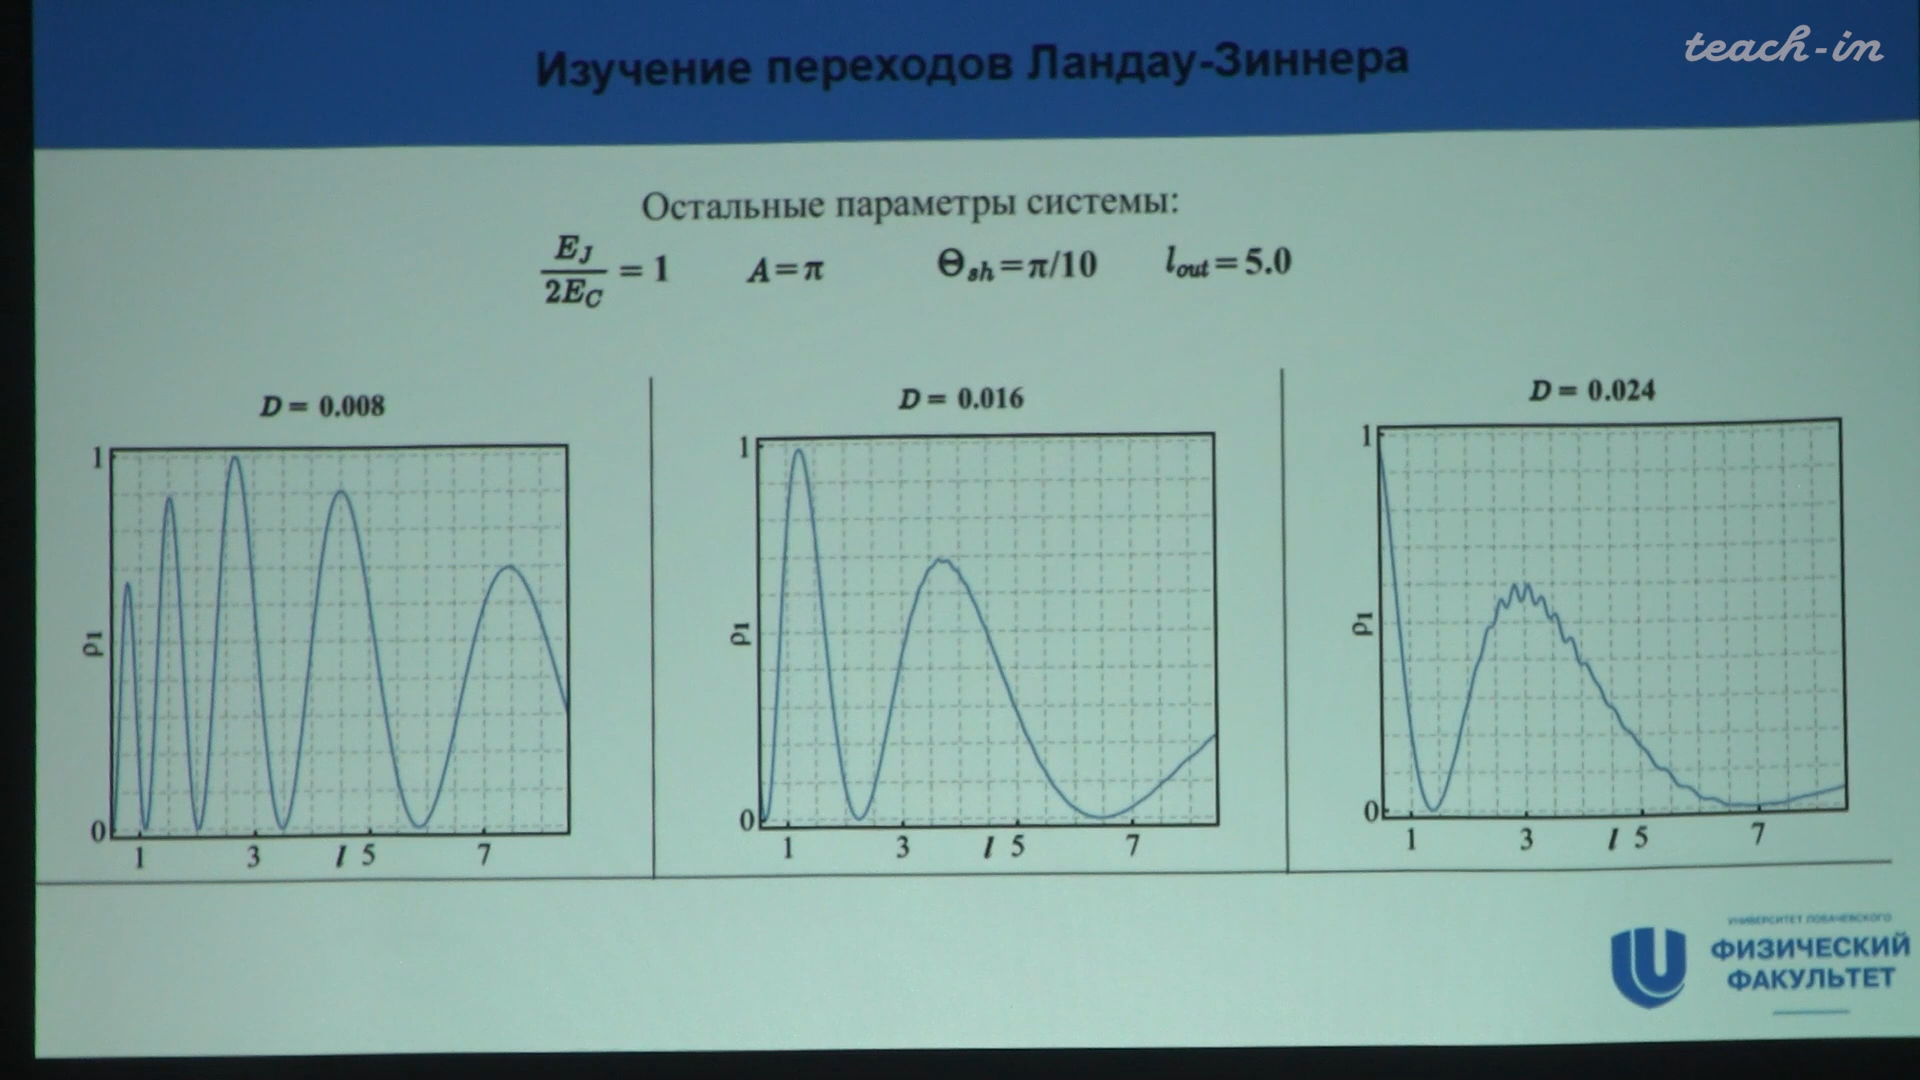 teach-in
Изучение переходов Ландау-Зиннера
Остальные параметры системы:
E_J / 2E_C = 1 A = π Θ_sh = π/10 l_out = 5.0
D = 0.008
1
ρ1
0
1 3 l 5 7
D = 0.016
1
ρ1
0
1 3 l 5 7
D = 0.024
1
ρ1
0
1 3 l 5 7
УНИВЕРСИТЕТ ЛОБАЧЕВСКОГО
ФИЗИЧЕСКИЙ
ФАКУЛЬТЕТ